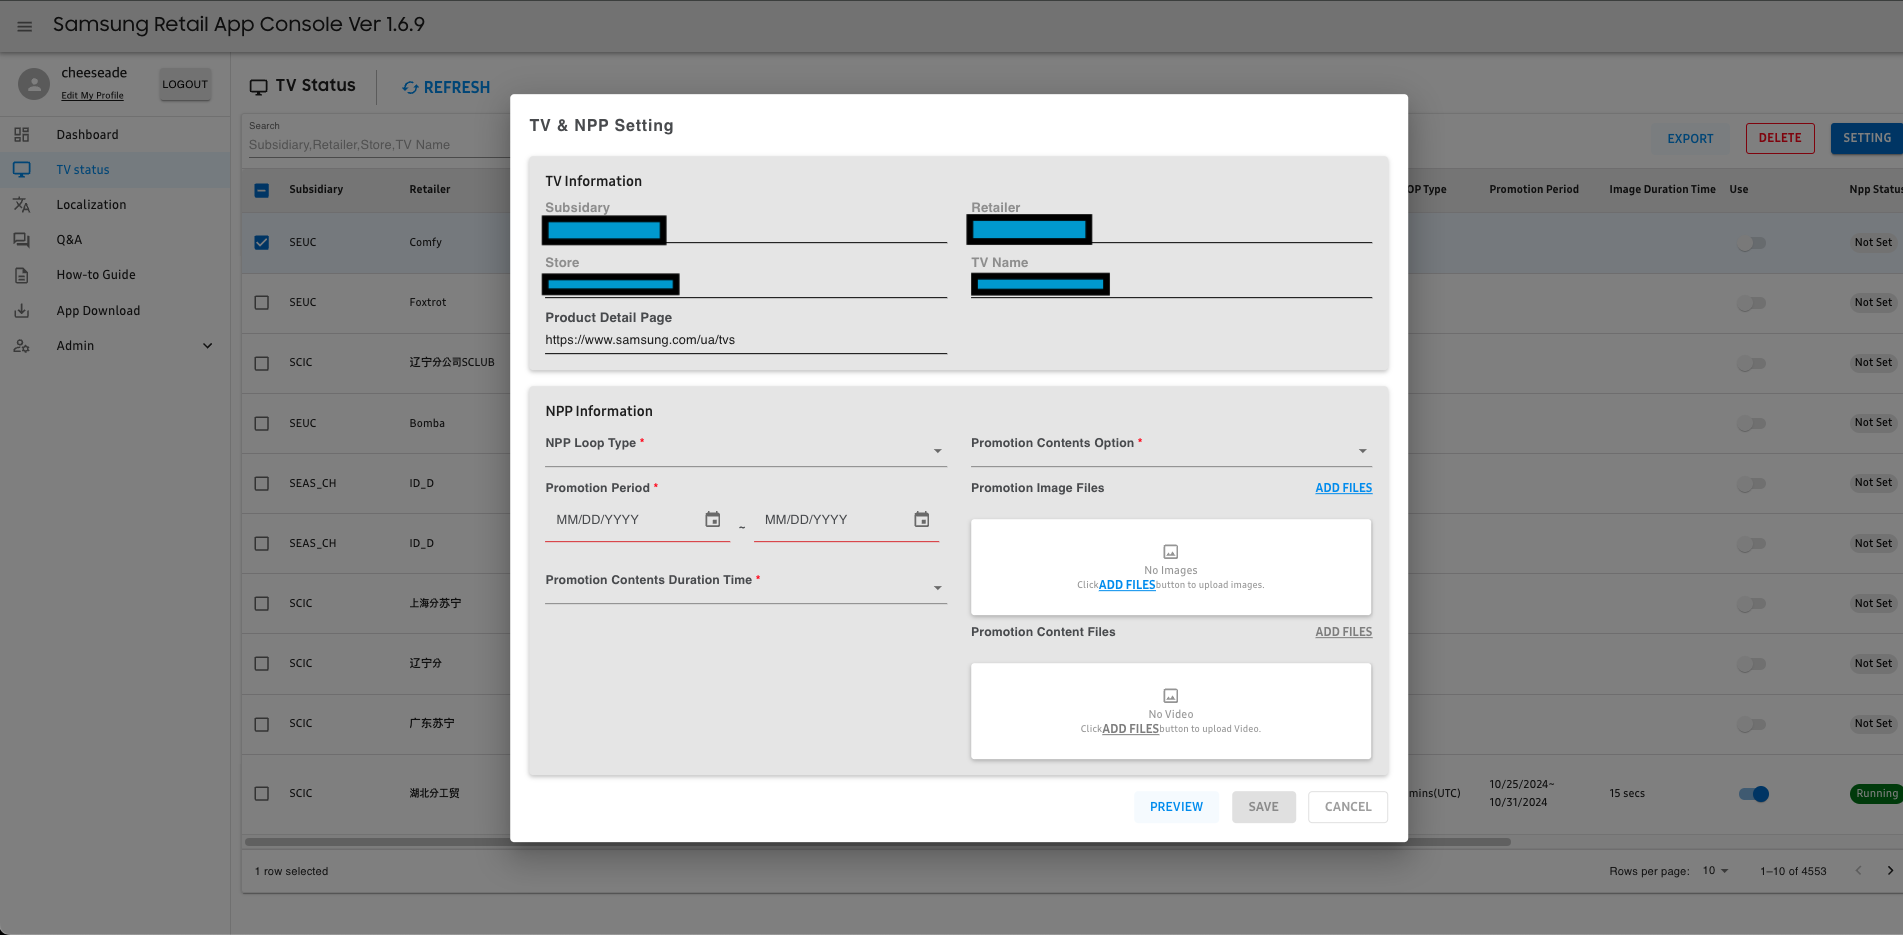 Samsung Retail App Console Ver 1.6.9
cheeseade
Edit My Profile
LOGOUT
Dashboard
TV status
Localization
Q&A
How-to Guide
App Download
Admin
TV Status
REFRESH
Search
Subsidiary,Retailer,Store,TV Name
EXPORT
DELETE
SETTING
Subsidiary Retailer OP Type Promotion Period Image Duration Time Use Npp Status
SEUC Comfy Not Set
SEUC Foxtrot Not Set
SCIC 辽宁分公司SCLUB Not Set
SEUC Bomba Not Set
SEAS_CH ID_D Not Set
SEAS_CH ID_D Not Set
SCIC 上海分苏宁 Not Set
SCIC 辽宁分 Not Set
SCIC 广东苏宁 Not Set
SCIC 湖北分工贸 mins(UTC) 10/25/2024~ 15 secs Running
10/31/2024
1 row selected
Rows per page: 10 1–10 of 4553
TV & NPP Setting
TV Information
Subsidary
Retailer
Store
TV Name
Product Detail Page
https://www.samsung.com/ua/tvs
NPP Information
NPP Loop Type *
Promotion Contents Option *
Promotion Period *
MM/DD/YYYY ~ MM/DD/YYYY
Promotion Contents Duration Time *
Promotion Image Files ADD FILES
No Images
Click ADD FILES button to upload images.
Promotion Content Files ADD FILES
No Video
Click ADD FILES button to upload Video.
PREVIEW
SAVE
CANCEL